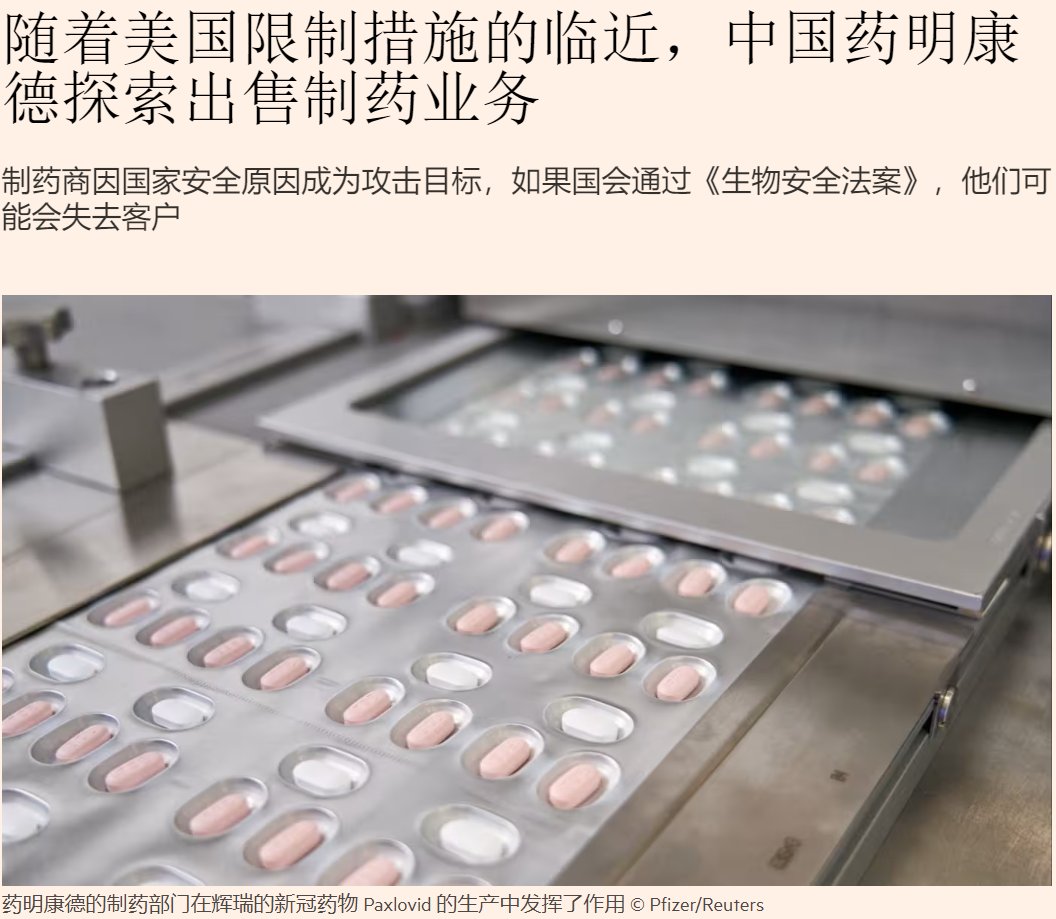 随着美国限制措施的临近，中国药明康
德探索出售制药业务
制药商因国家安全原因成为攻击目标，如果国会通过《生物安全法案》，他们可
能会失去客户
药明康德的制药部门在辉瑞的新冠药物 Paxlovid 的生产中发挥了作用 © Pfizer/Reuters